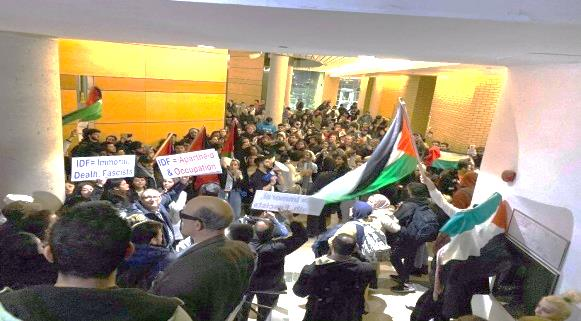 IDF= Immoral
Death, Fascists
IDF= Apartheid
& Occupation